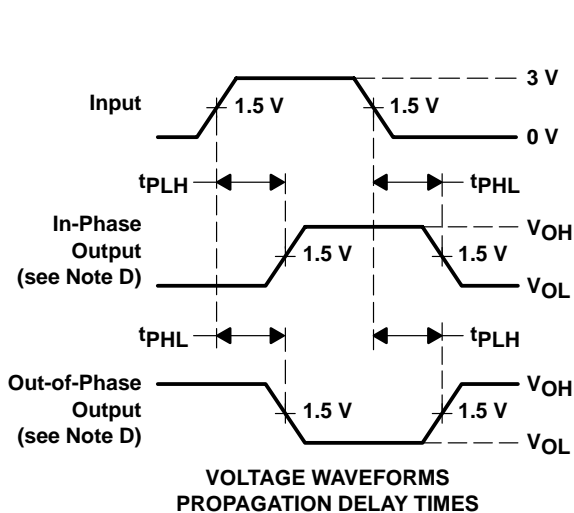 3 V
Input
1.5 V
1.5 V
0 V
tPLH
tPHL
In-Phase
Output
(see Note D)
VOH
1.5 V
1.5 V
VOL
tPHL
tPLH
Out-of-Phase
Output
(see Note D)
VOH
1.5 V
1.5 V
VOL
VOLTAGE WAVEFORMS
PROPAGATION DELAY TIMES